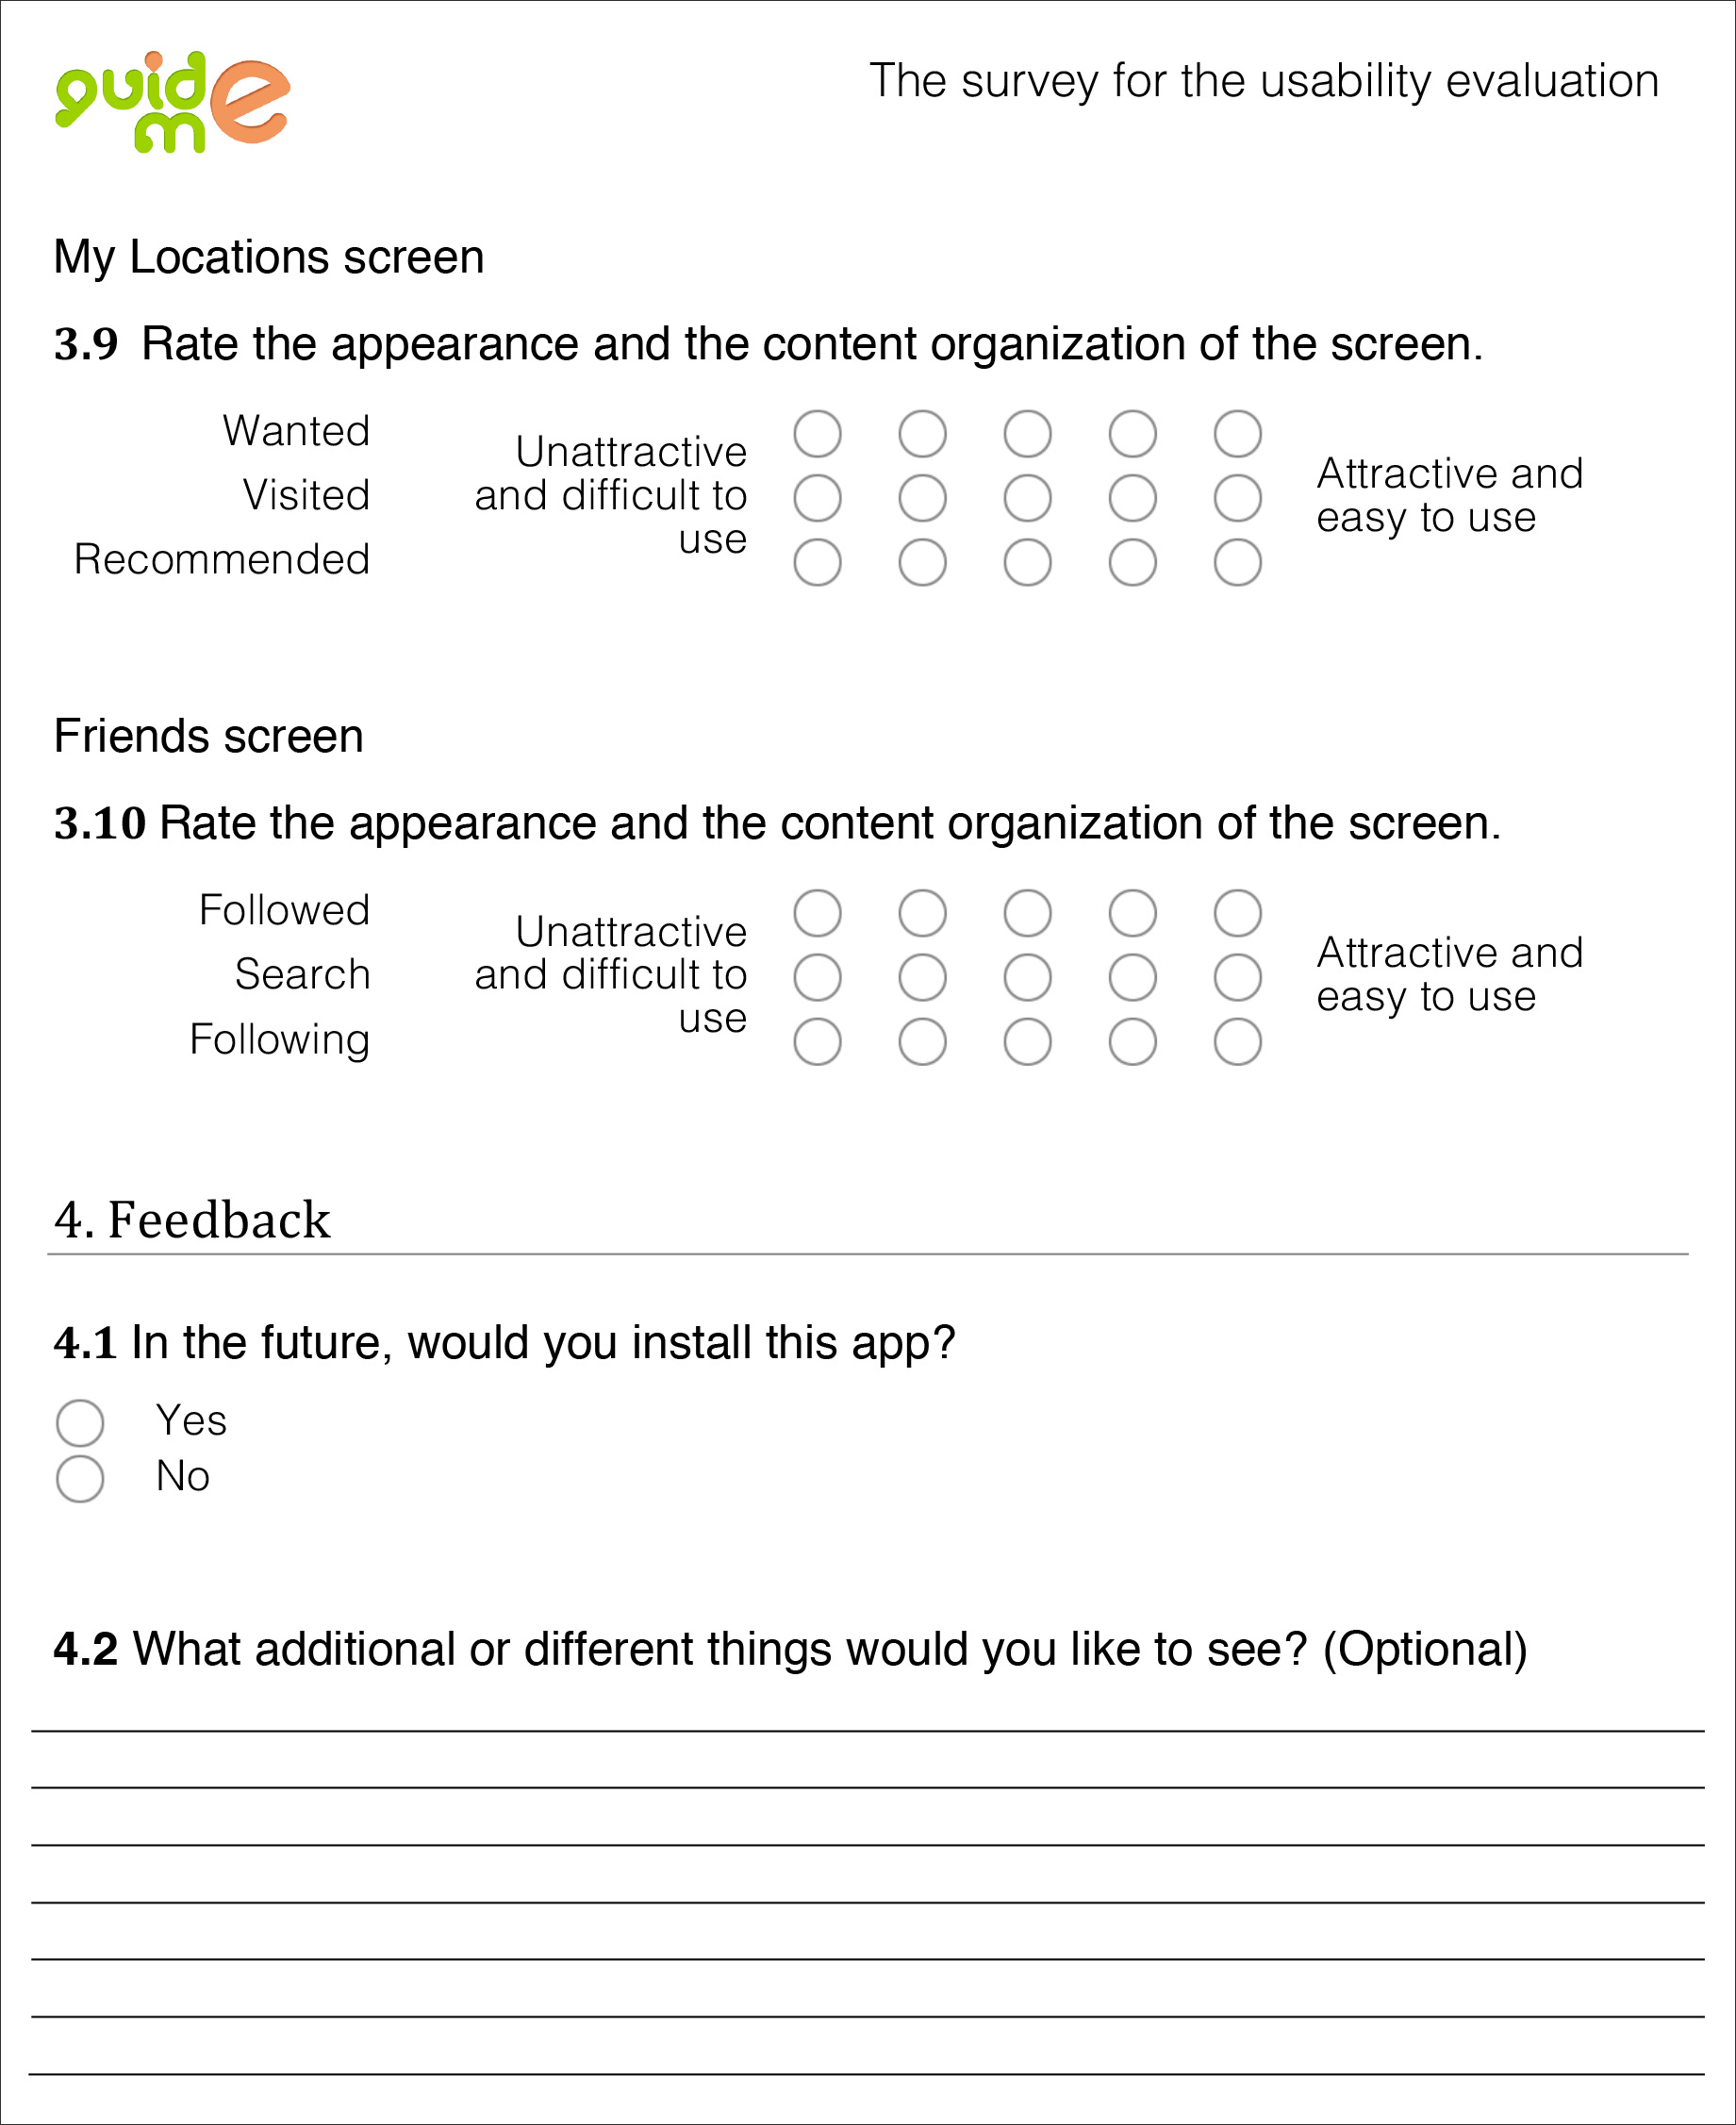 guide
me
The survey for the usability evaluation
My Locations screen
3.9 Rate the appearance and the content organization of the screen.
Wanted
Visited
Recommended
Unattractive
and difficult to
use
Attractive and
easy to use
Friends screen
3.10 Rate the appearance and the content organization of the screen.
Followed
Search
Following
Unattractive
and difficult to
use
Attractive and
easy to use
4. Feedback
4.1 In the future, would you install this app?
Yes
No
4.2 What additional or different things would you like to see? (Optional)